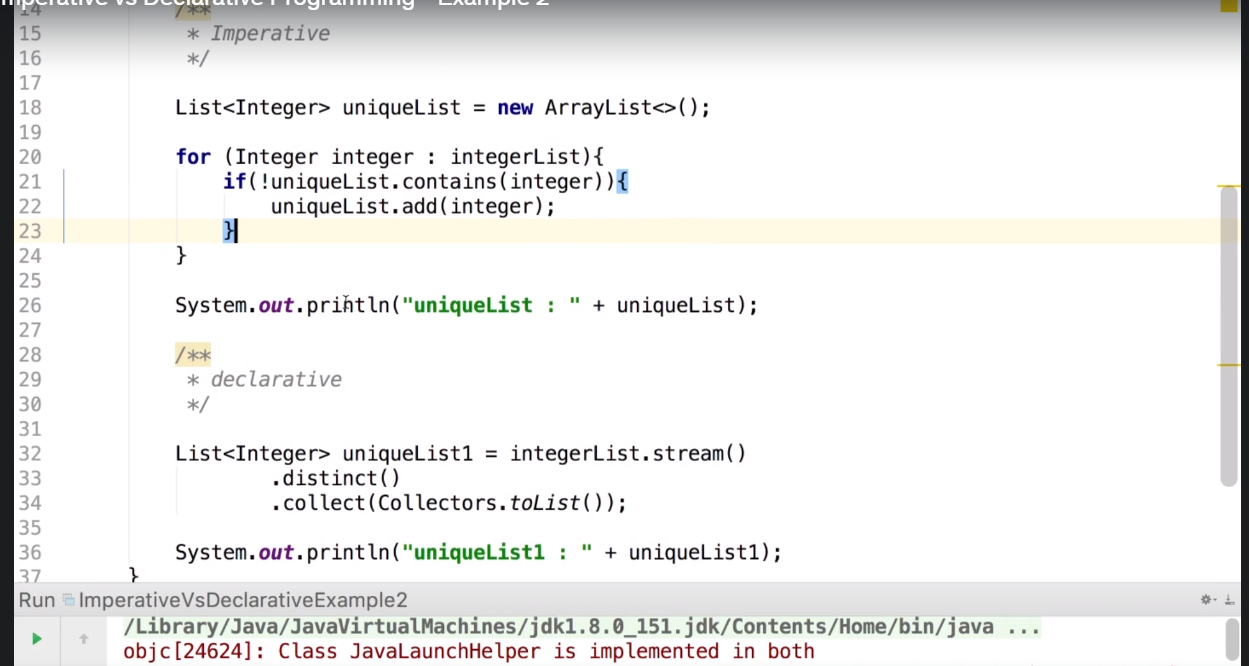 Imperative vs Declarative Programming - Example 2
14 /**
15 * Imperative
16 */
17
18 List<Integer> uniqueList = new ArrayList<>();
19
20 for (Integer integer : integerList){
21 if(!uniqueList.contains(integer)){
22 uniqueList.add(integer);
23 }
24 }
25
26 System.out.println("uniqueList : " + uniqueList);
27
28 /**
29 * declarative
30 */
31
32 List<Integer> uniqueList1 = integerList.stream()
33 .distinct()
34 .collect(Collectors.toList());
35
36 System.out.println("uniqueList1 : " + uniqueList1);
37 }
Run ImperativeVsDeclarativeExample2
/Library/Java/JavaVirtualMachines/jdk1.8.0_151.jdk/Contents/Home/bin/java ...
objc[24624]: Class JavaLaunchHelper is implemented in both